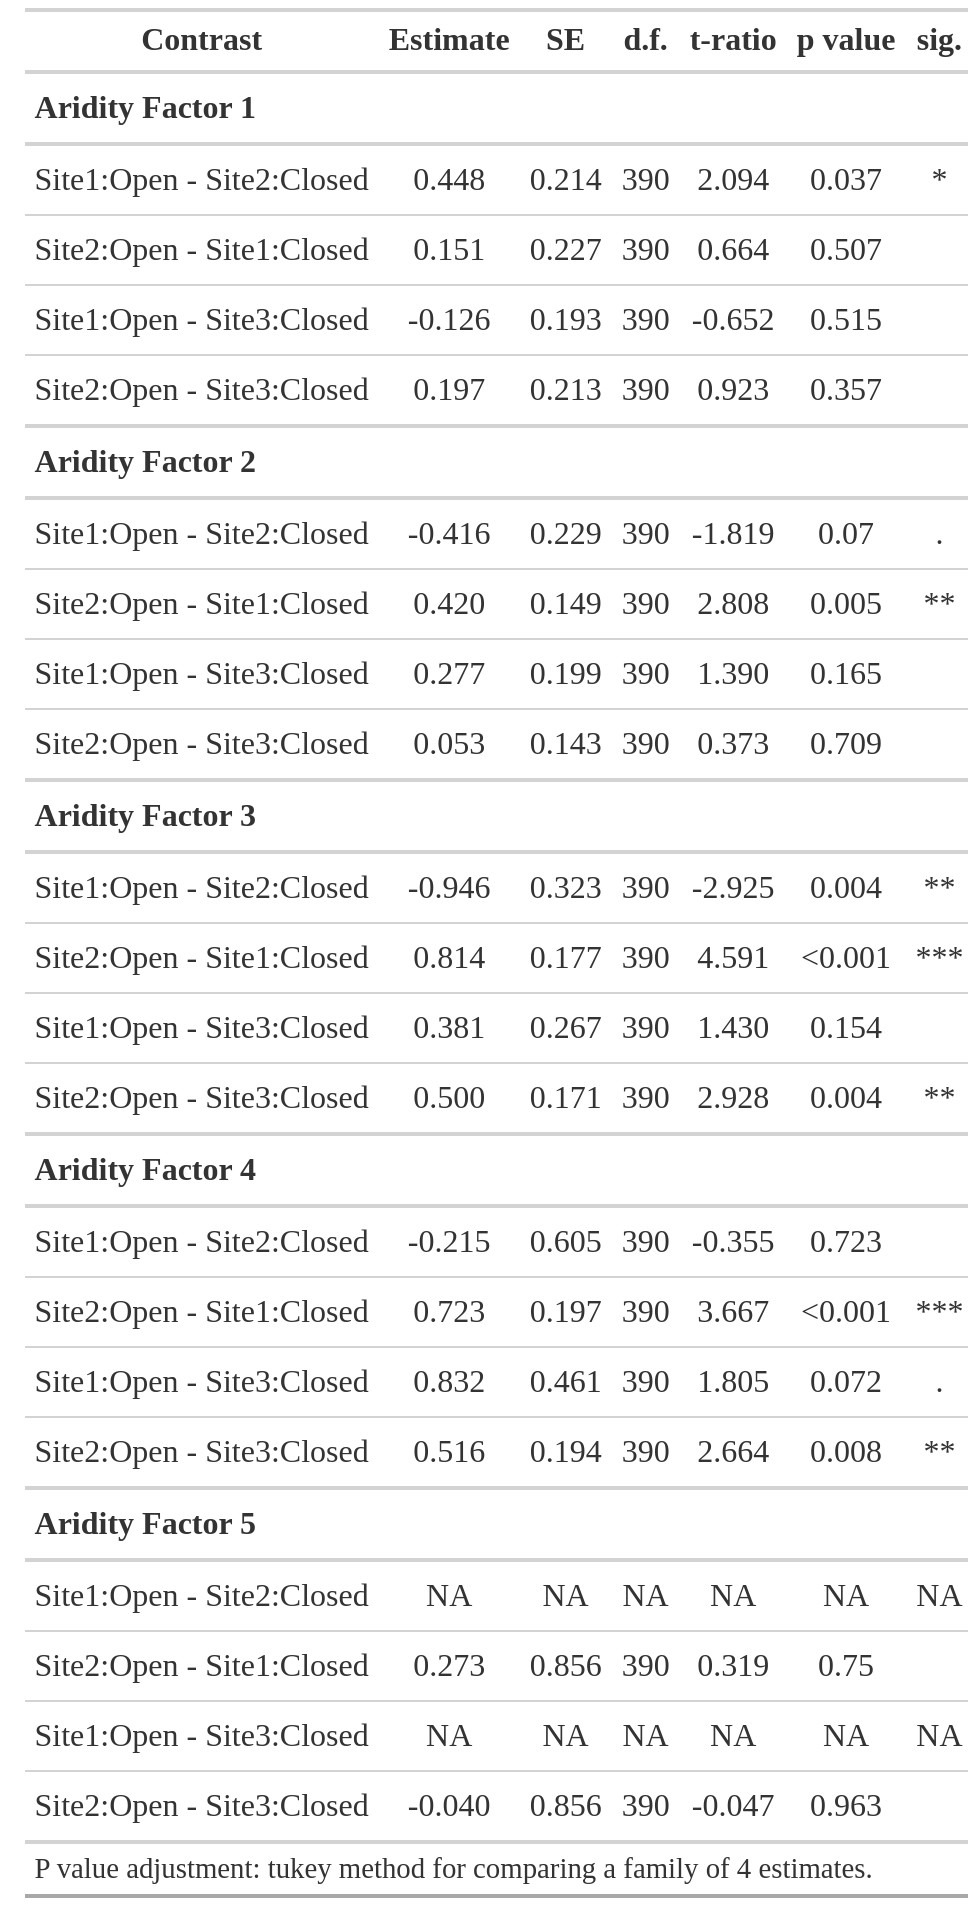 Contrast Estimate SE d.f. t-ratio p value sig.
Aridity Factor 1
Site1:Open - Site2:Closed 0.448 0.214 390 2.094 0.037 *
Site2:Open - Site1:Closed 0.151 0.227 390 0.664 0.507
Site1:Open - Site3:Closed -0.126 0.193 390 -0.652 0.515
Site2:Open - Site3:Closed 0.197 0.213 390 0.923 0.357
Aridity Factor 2
Site1:Open - Site2:Closed -0.416 0.229 390 -1.819 0.07 .
Site2:Open - Site1:Closed 0.420 0.149 390 2.808 0.005 **
Site1:Open - Site3:Closed 0.277 0.199 390 1.390 0.165
Site2:Open - Site3:Closed 0.053 0.143 390 0.373 0.709
Aridity Factor 3
Site1:Open - Site2:Closed -0.946 0.323 390 -2.925 0.004 **
Site2:Open - Site1:Closed 0.814 0.177 390 4.591 <0.001 ***
Site1:Open - Site3:Closed 0.381 0.267 390 1.430 0.154
Site2:Open - Site3:Closed 0.500 0.171 390 2.928 0.004 **
Aridity Factor 4
Site1:Open - Site2:Closed -0.215 0.605 390 -0.355 0.723
Site2:Open - Site1:Closed 0.723 0.197 390 3.667 <0.001 ***
Site1:Open - Site3:Closed 0.832 0.461 390 1.805 0.072 .
Site2:Open - Site3:Closed 0.516 0.194 390 2.664 0.008 **
Aridity Factor 5
Site1:Open - Site2:Closed NA NA NA NA NA NA
Site2:Open - Site1:Closed 0.273 0.856 390 0.319 0.75
Site1:Open - Site3:Closed NA NA NA NA NA NA
Site2:Open - Site3:Closed -0.040 0.856 390 -0.047 0.963
P value adjustment: tukey method for comparing a family of 4 estimates.